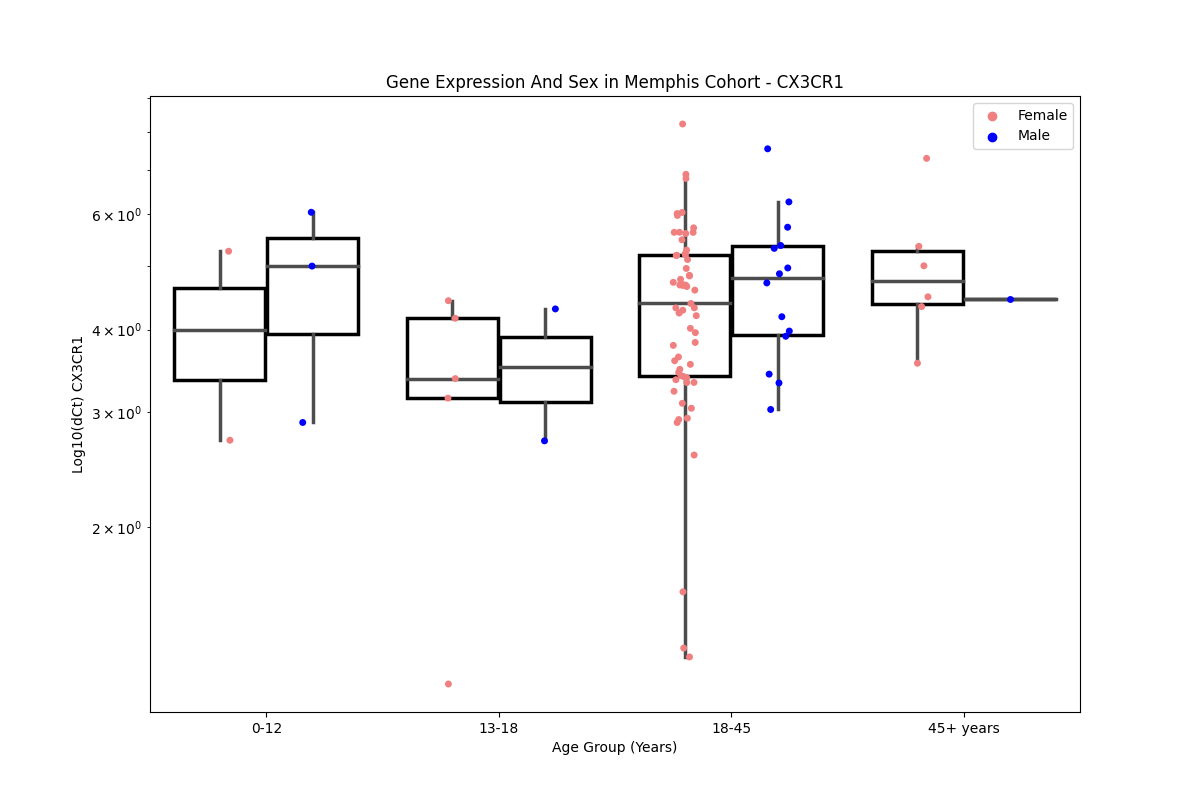 Gene Expression And Sex in Memphis Cohort - CX3CR1
Female
Male
6 × 10⁰
4 × 10⁰
3 × 10⁰
2 × 10⁰
Log10(dCt) CX3CR1
0-12
13-18
18-45
45+ years
Age Group (Years)